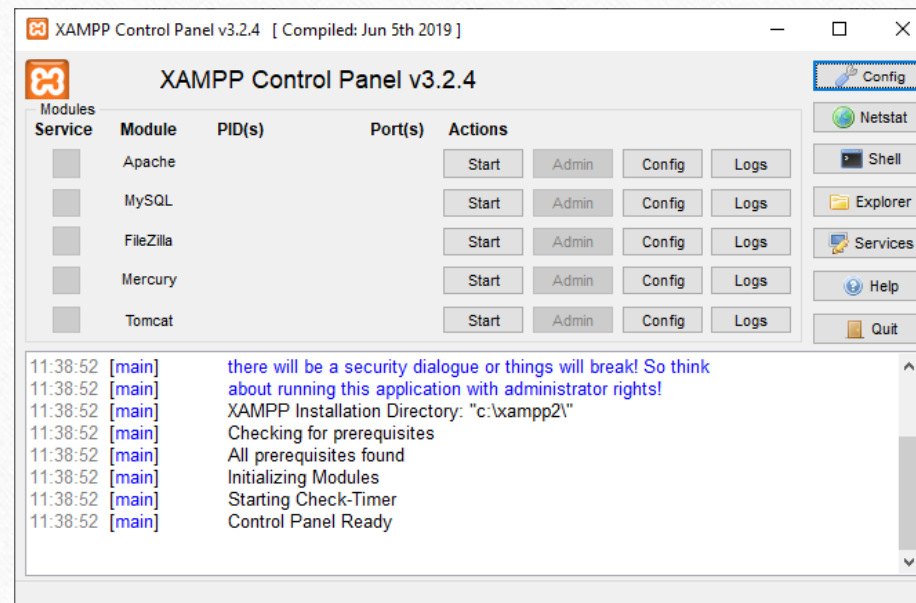 XAMPP Control Panel v3.2.4 [ Compiled: Jun 5th 2019 ]
XAMPP Control Panel v3.2.4
Config
Modules
Service Module PID(s) Port(s) Actions
Netstat
Apache Start Admin Config Logs
Shell
MySQL Start Admin Config Logs
Explorer
FileZilla Start Admin Config Logs
Services
Mercury Start Admin Config Logs
Help
Tomcat Start Admin Config Logs
Quit
11:38:52 [main] there will be a security dialogue or things will break! So think
11:38:52 [main] about running this application with administrator rights!
11:38:52 [main] XAMPP Installation Directory: "c:\xampp2\"
11:38:52 [main] Checking for prerequisites
11:38:52 [main] All prerequisites found
11:38:52 [main] Initializing Modules
11:38:52 [main] Starting Check-Timer
11:38:52 [main] Control Panel Ready